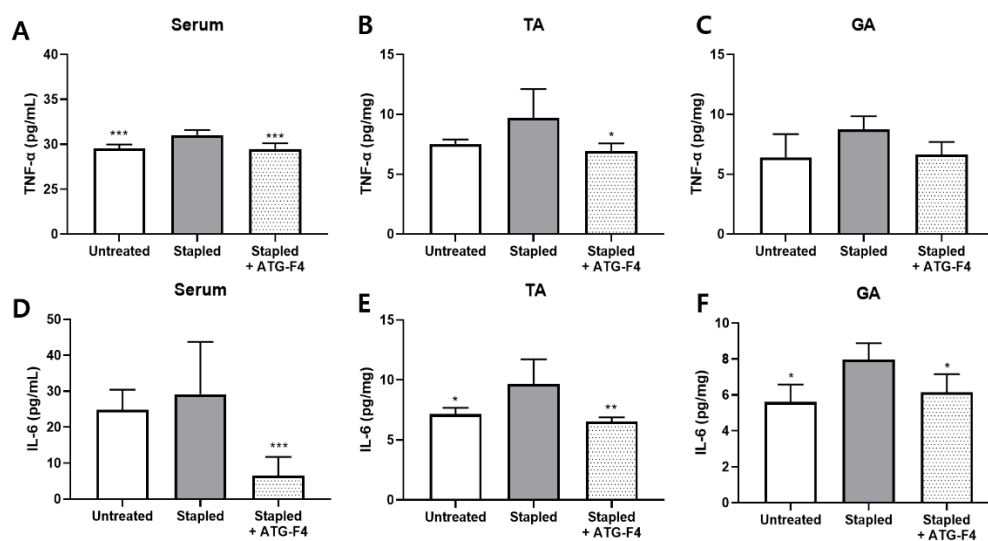 A
Serum
TNF-α (pg/mL)
40
35
30
25
0
***
***
Untreated
Stapled
Stapled
+ ATG-F4
B
TA
TNF-α (pg/mg)
15
10
5
0
*
Untreated
Stapled
Stapled
+ ATG-F4
C
GA
TNF-α (pg/mg)
15
10
5
0
Untreated
Stapled
Stapled
+ ATG-F4
D
Serum
IL-6 (pg/mL)
50
40
30
20
10
0
***
Untreated
Stapled
Stapled
+ ATG-F4
E
TA
IL-6 (pg/mg)
15
10
5
0
*
**
Untreated
Stapled
Stapled
+ ATG-F4
F
GA
IL-6 (pg/mg)
10
8
6
4
2
0
*
*
Untreated
Stapled
Stapled
+ ATG-F4